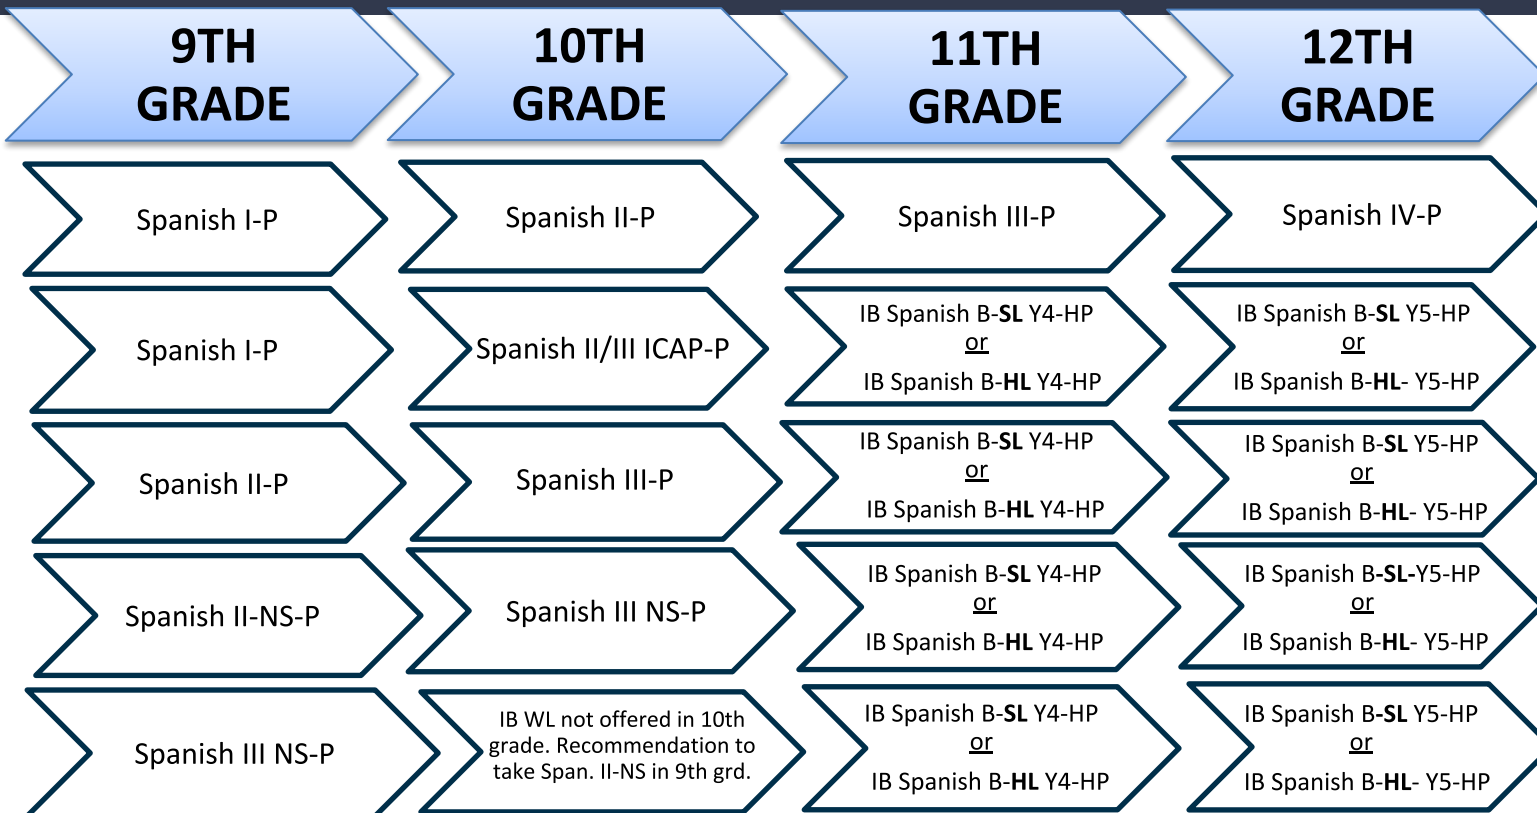 9TH
GRADE
10TH
GRADE
11TH
GRADE
12TH
GRADE
Spanish I-P
Spanish II-P
Spanish III-P
Spanish IV-P
Spanish I-P
Spanish II/III ICAP-P
IB Spanish B-SL Y4-HP
or
IB Spanish B-HL Y4-HP
IB Spanish B-SL Y5-HP
or
IB Spanish B-HL- Y5-HP
Spanish II-P
Spanish III-P
IB Spanish B-SL Y4-HP
or
IB Spanish B-HL Y4-HP
IB Spanish B-SL Y5-HP
or
IB Spanish B-HL- Y5-HP
Spanish II-NS-P
Spanish III NS-P
IB Spanish B-SL Y4-HP
or
IB Spanish B-HL Y4-HP
IB Spanish B-SL-Y5-HP
or
IB Spanish B-HL- Y5-HP
Spanish III NS-P
IB WL not offered in 10th
grade. Recommendation to
take Span. II-NS in 9th grd.
IB Spanish B-SL Y4-HP
or
IB Spanish B-HL Y4-HP
IB Spanish B-SL Y5-HP
or
IB Spanish B-HL- Y5-HP